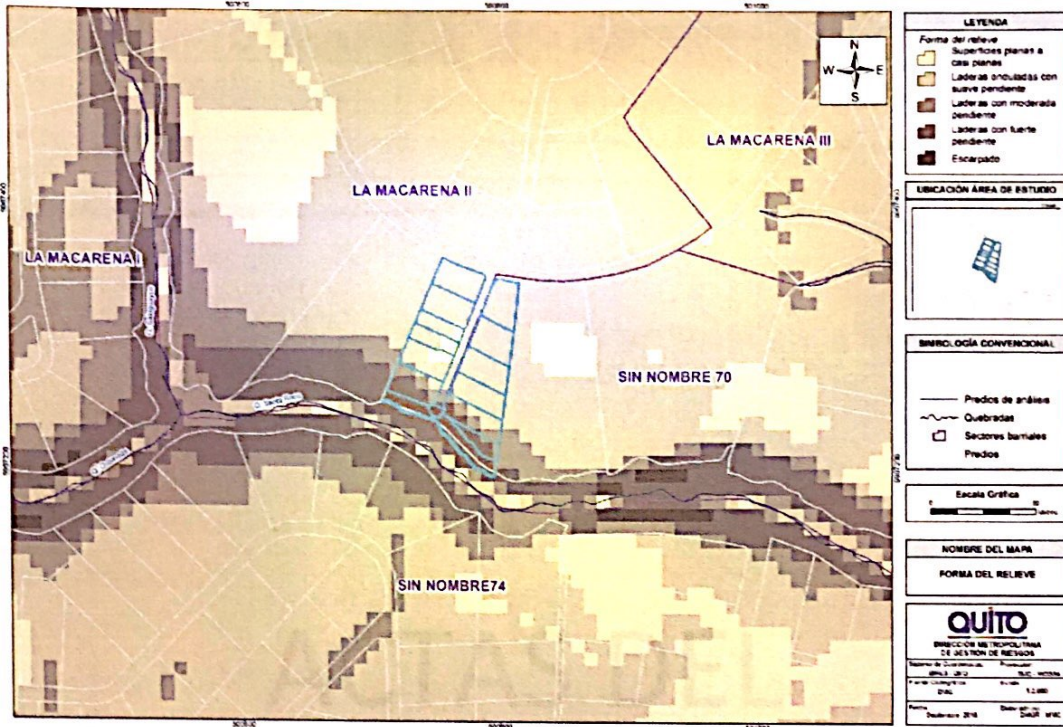 N
W E
S
LA MACARENA III
LA MACARENA II
LA MACARENA I
SIN NOMBRE 70
SIN NOMBRE74
LEYENDA
Forma del relieve
Superficies planas a
casi planas
Laderas onduladas con
suave pendiente
Laderas con moderada
pendiente
Laderas con fuerte
pendiente
Escarpado
UBICACIÓN ÁREA DE ESTUDIO
SIMBOLOGÍA CONVENCIONAL
Predios de análisis
Quebradas
Sectores barriales
Predios
Escala Gráfica
NOMBRE DEL MAPA
FORMA DEL RELIEVE
QUITO
DIRECCIÓN METROPOLITANA
DE GESTIÓN DE RIESGOS